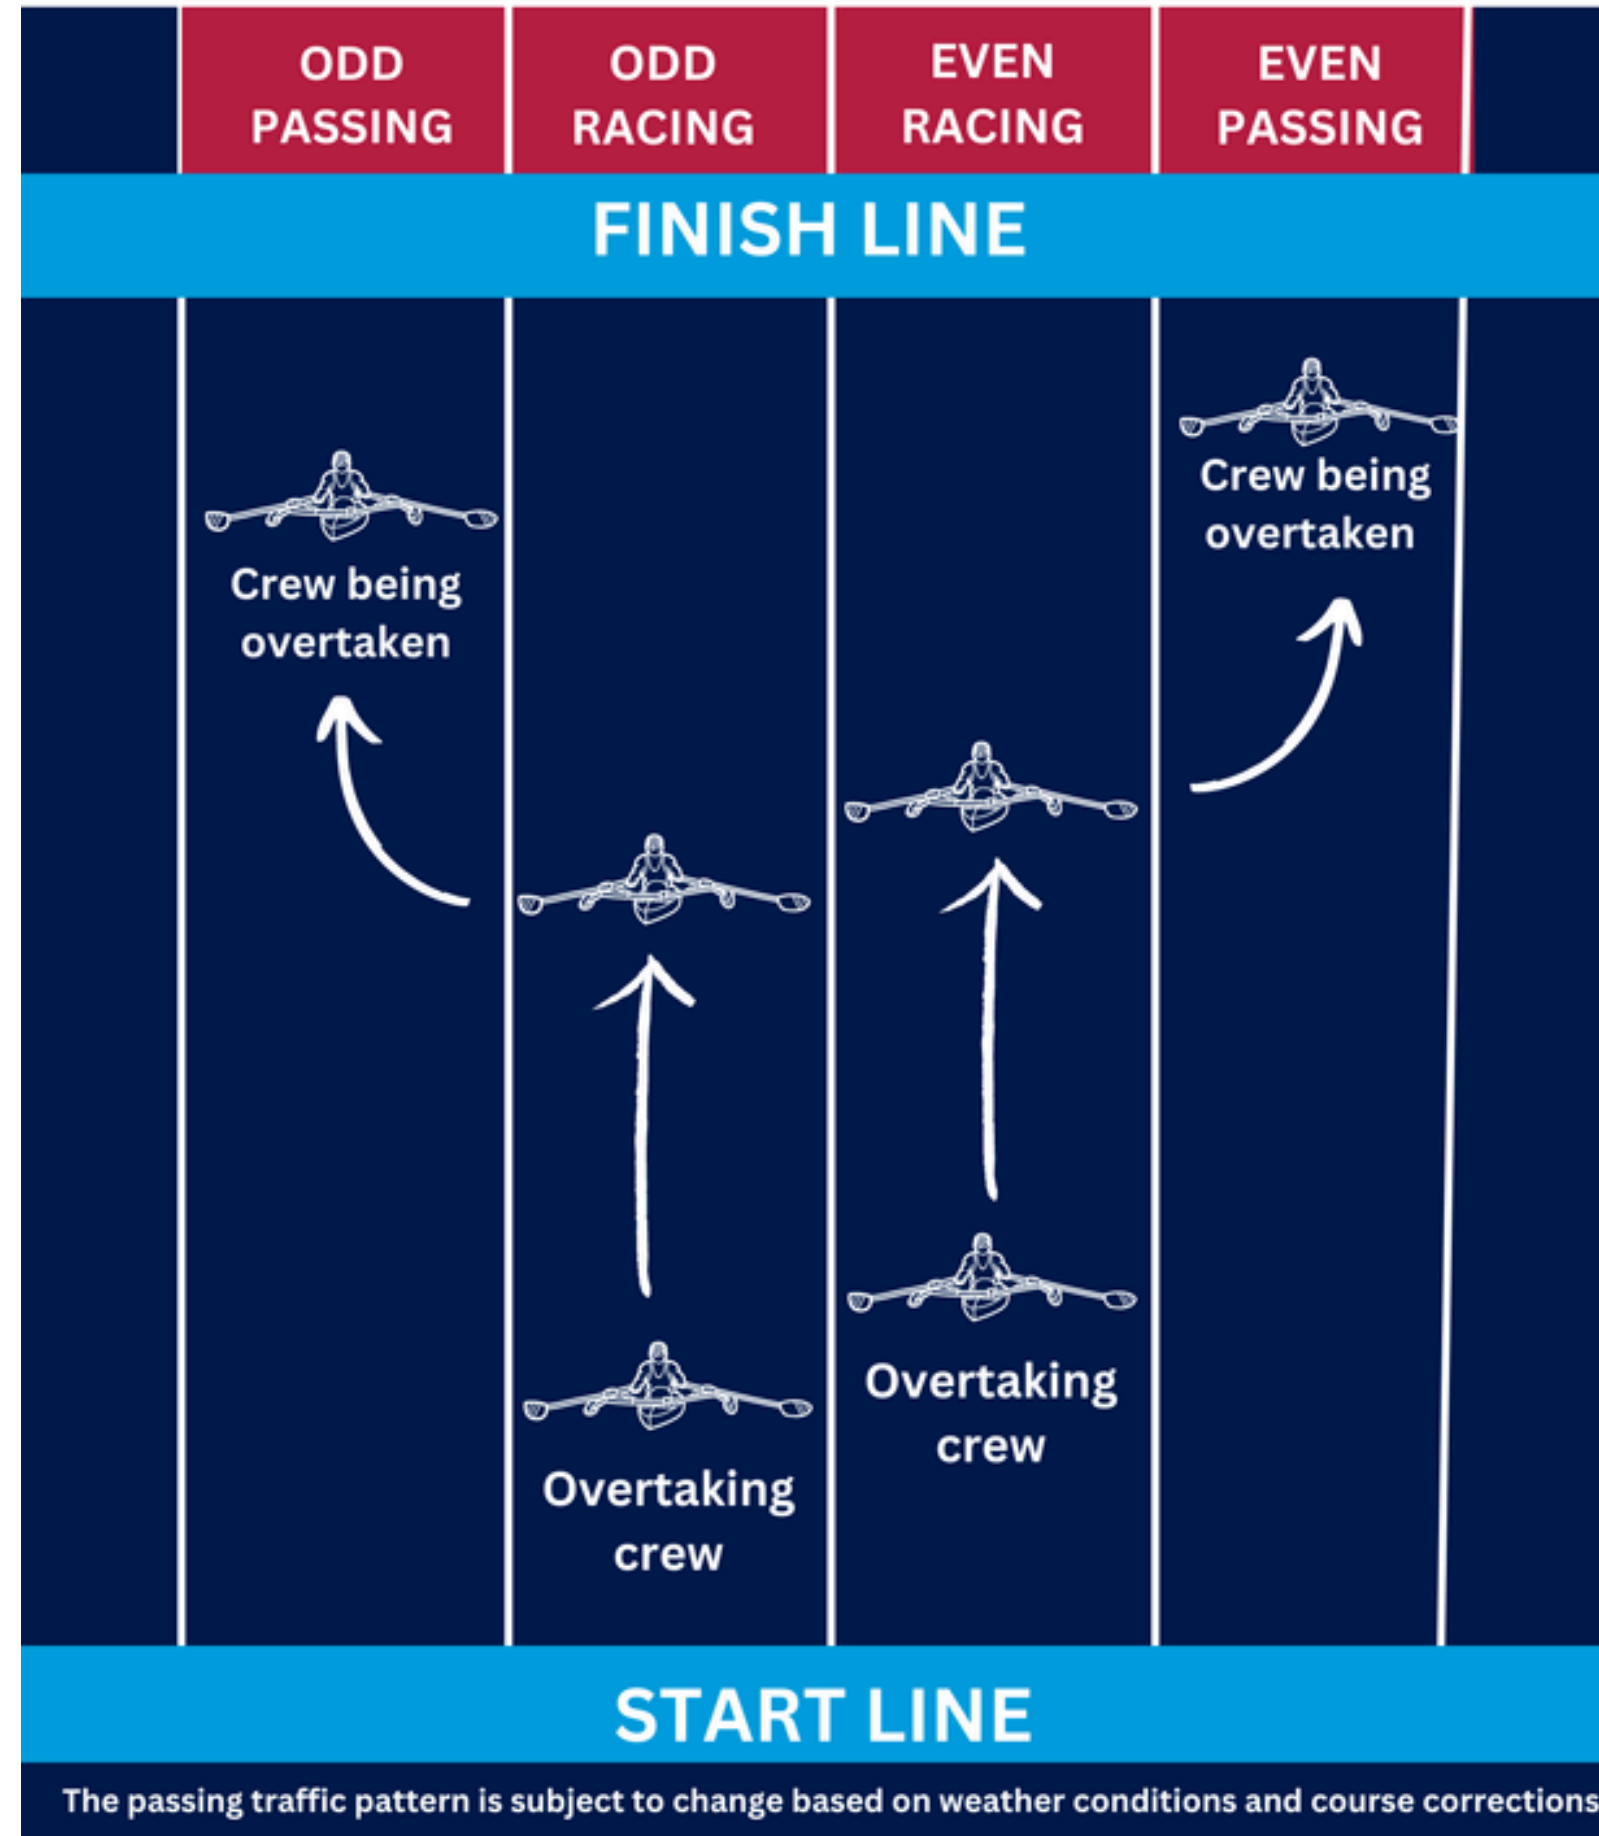 ODD
PASSING
ODD
RACING
EVEN
RACING
EVEN
PASSING
FINISH LINE
Crew being
overtaken
Crew being
overtaken
Overtaking
crew
Overtaking
crew
START LINE
The passing traffic pattern is subject to change based on weather conditions and course corrections